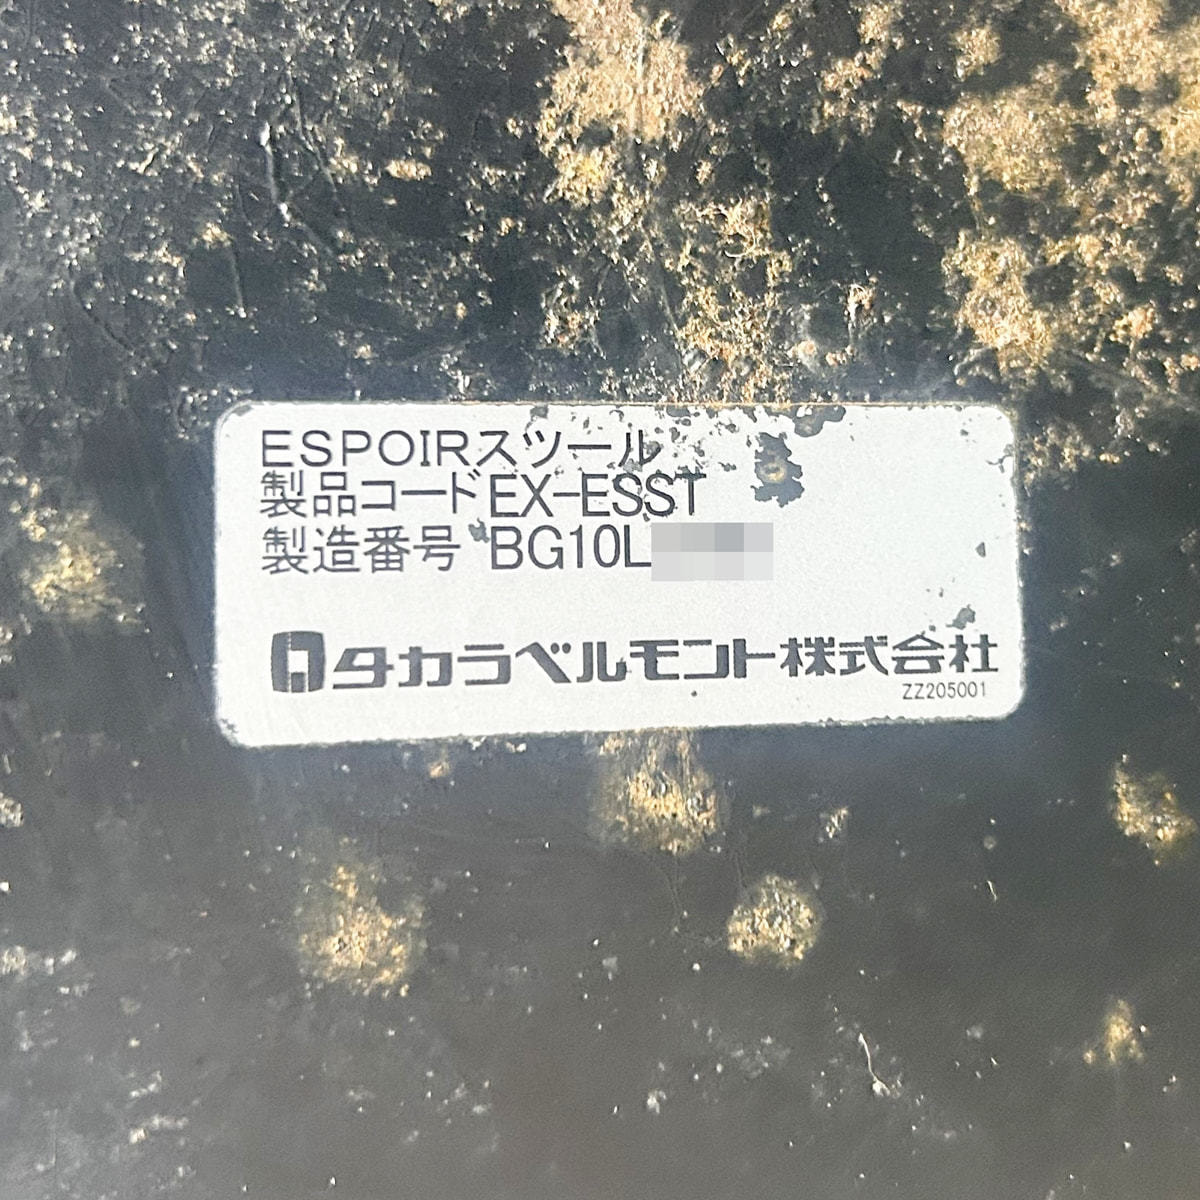 ESPOIRスツール
製品コードEX-ESST
製造番号 BG10L
タカラベルモント株式会社
ZZ205001